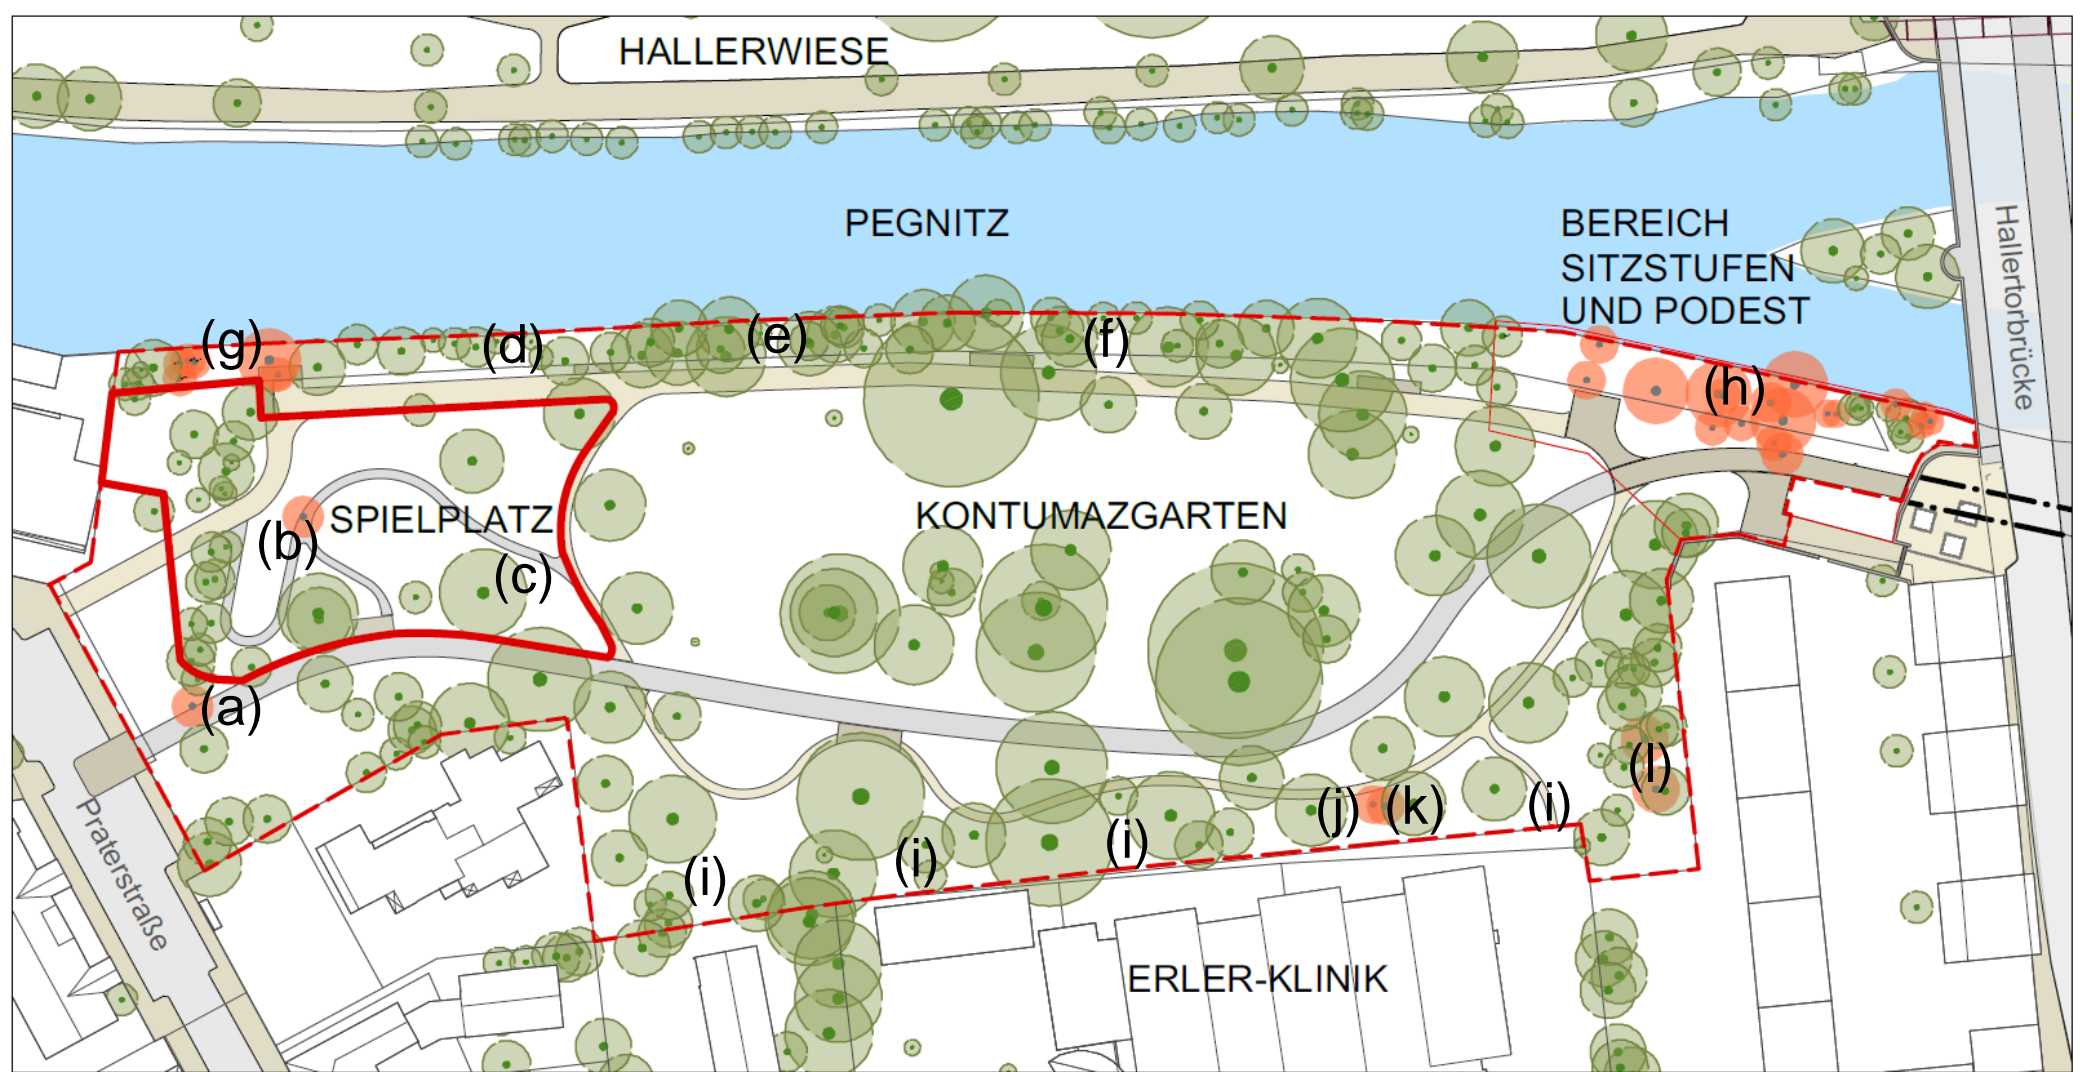 HALLERWIESE
PEGNITZ
BEREICH
SITZSTUFEN
UND PODEST
Hallertorbrücke
(g)
(d)
(e)
(f)
(h)
SPIELPLATZ
(b)
(c)
KONTUMAZGARTEN
(a)
(l)
(j)
(k)
(i)
(i)
(i)
(i)
Praterstraße
ERLER-KLINIK